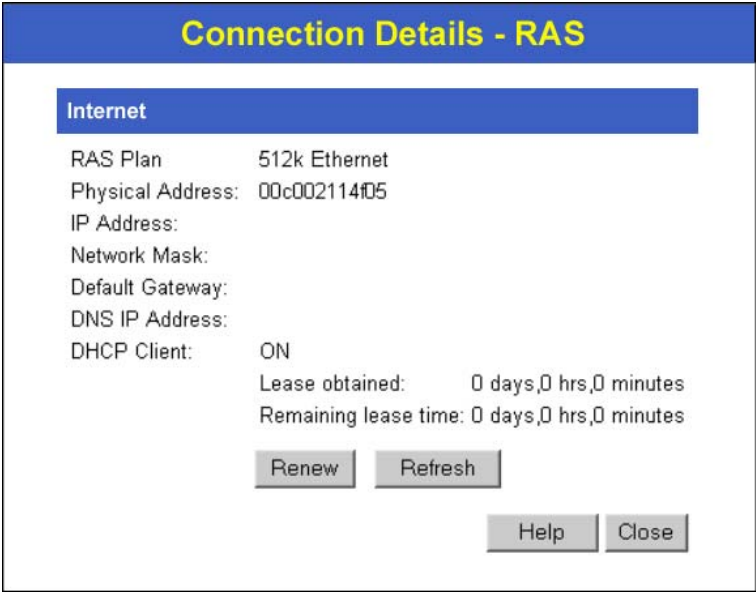 Connection Details - RAS
Internet
RAS Plan 512k Ethernet
Physical Address: 00c002114f05
IP Address:
Network Mask:
Default Gateway:
DNS IP Address:
DHCP Client: ON
Lease obtained: 0 days,0 hrs,0 minutes
Remaining lease time: 0 days,0 hrs,0 minutes
Renew Refresh
Help Close